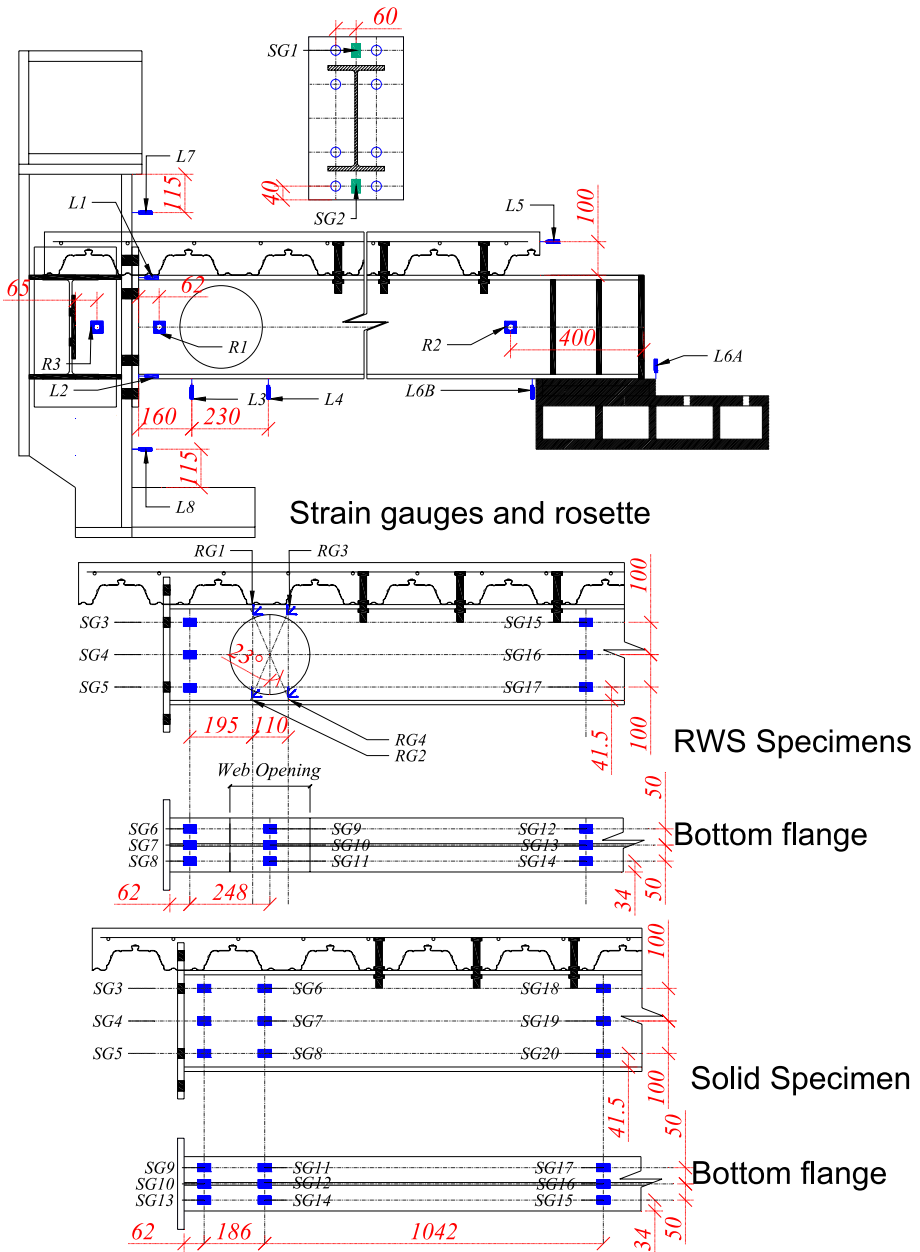 60
SG1
L7
115
L1
40
SG2
L5
100
65
62
R3
R1
R2
400
L6A
L2
L3
L4
L6B
160
230
115
L8
Strain gauges and rosette
RG1
RG3
100
SG3
SG15
SG4
23°
SG16
SG5
SG17
195
110
41.5
100
RG4
RG2
RWS Specimens
Web Opening
50
SG6
SG9
SG12
Bottom flange
SG7
SG10
SG13
SG8
SG11
SG14
62
248
34
50
100
SG3
SG6
SG18
SG4
SG7
SG19
SG5
SG8
SG20
41.5
100
Solid Specimen
50
SG9
SG11
SG17
Bottom flange
SG10
SG12
SG16
SG13
SG14
SG15
62
186
1042
34
50